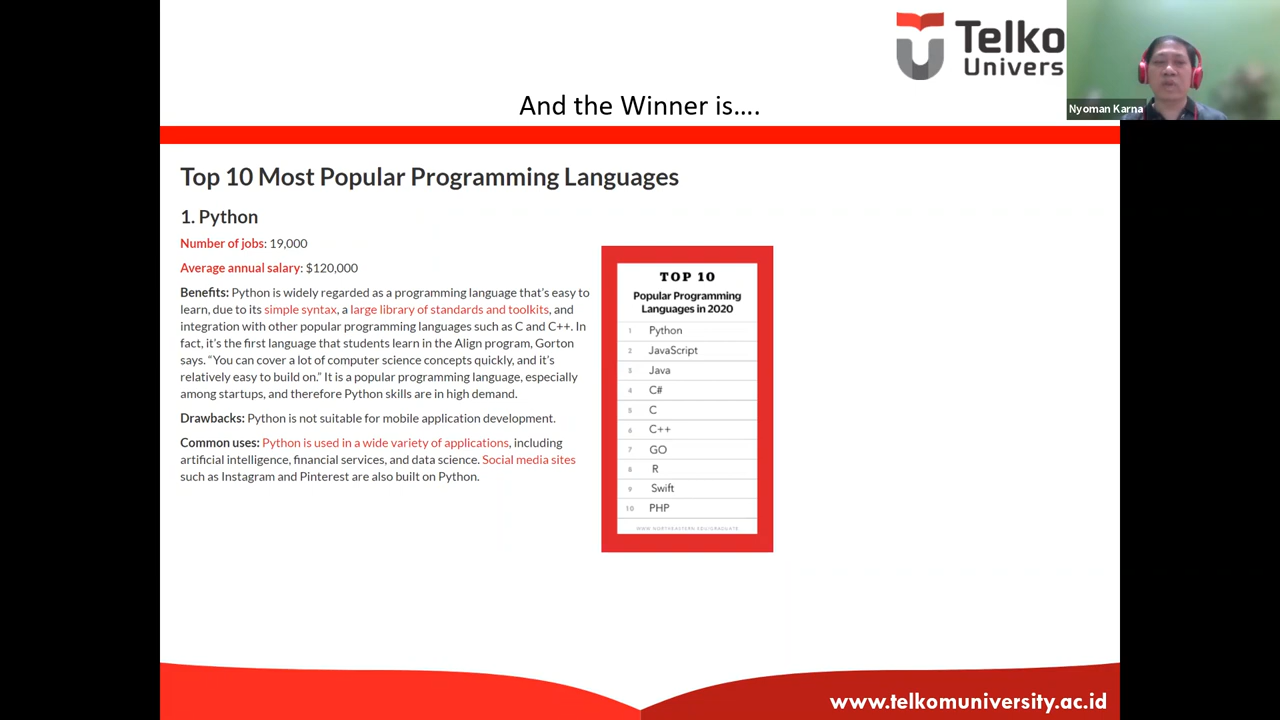 Telko
Univers
Nyoman Karna
And the Winner is....
Top 10 Most Popular Programming Languages
1. Python
Number of jobs: 19,000
Average annual salary: $120,000
Benefits: Python is widely regarded as a programming language that's easy to
learn, due to its simple syntax, a large library of standards and toolkits, and
integration with other popular programming languages such as C and C++. In
fact, it's the first language that students learn in the Align program, Gorton
says. “You can cover a lot of computer science concepts quickly, and it's
relatively easy to build on.” It is a popular programming language, especially
among startups, and therefore Python skills are in high demand.
Drawbacks: Python is not suitable for mobile application development.
Common uses: Python is used in a wide variety of applications, including
artificial intelligence, financial services, and data science. Social media sites
such as Instagram and Pinterest are also built on Python.
TOP 10
Popular Programming
Languages in 2020
1 Python
2 JavaScript
3 Java
4 C#
5 C
6 C++
7 GO
8 R
9 Swift
10 PHP
WWW.NORTHEASTERN.EDU/GRADUATE
www.telkomuniversity.ac.id